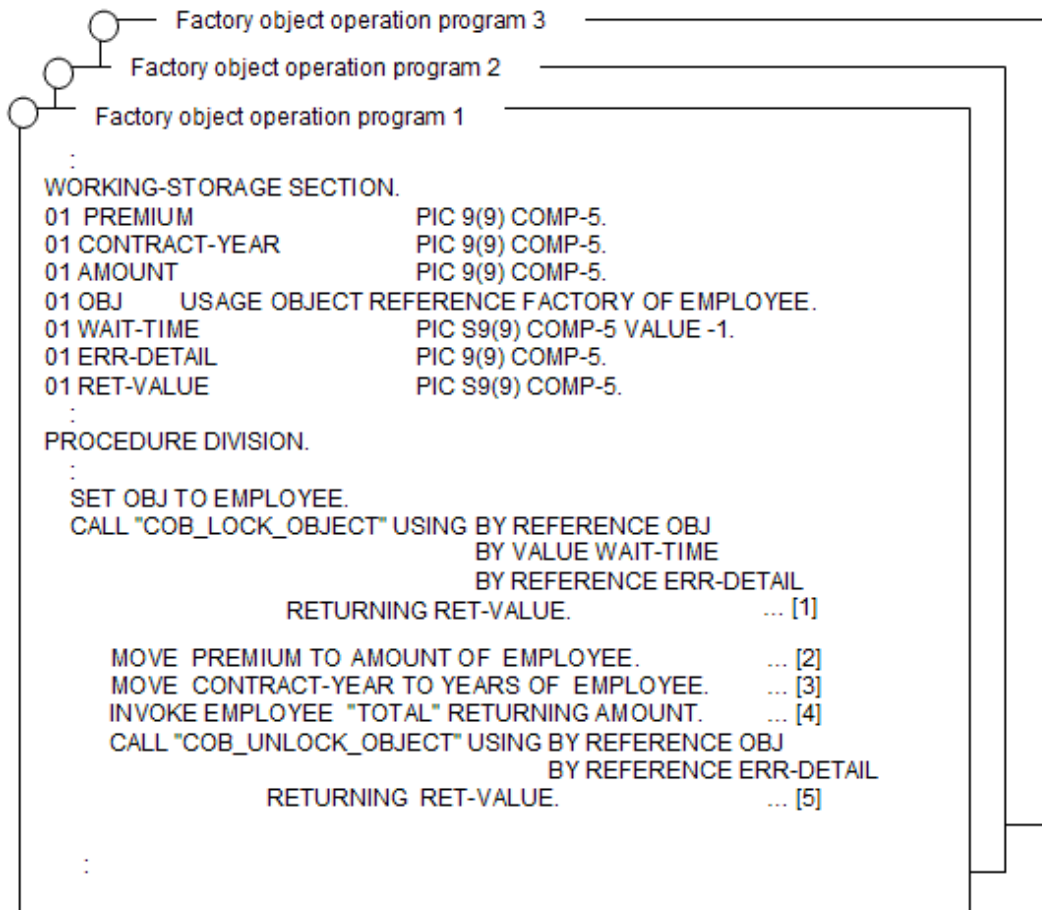 Factory object operation program 3
Factory object operation program 2
Factory object operation program 1
:
WORKING-STORAGE SECTION.
01 PREMIUM PIC 9(9) COMP-5.
01 CONTRACT-YEAR PIC 9(9) COMP-5.
01 AMOUNT PIC 9(9) COMP-5.
01 OBJ USAGE OBJECT REFERENCE FACTORY OF EMPLOYEE.
01 WAIT-TIME PIC S9(9) COMP-5 VALUE -1.
01 ERR-DETAIL PIC 9(9) COMP-5.
01 RET-VALUE PIC S9(9) COMP-5.
:
PROCEDURE DIVISION.
:
SET OBJ TO EMPLOYEE.
CALL "COB_LOCK_OBJECT" USING BY REFERENCE OBJ
BY VALUE WAIT-TIME
BY REFERENCE ERR-DETAIL
RETURNING RET-VALUE. ... [1]
MOVE PREMIUM TO AMOUNT OF EMPLOYEE. ... [2]
MOVE CONTRACT-YEAR TO YEARS OF EMPLOYEE. ... [3]
INVOKE EMPLOYEE "TOTAL" RETURNING AMOUNT. ... [4]
CALL "COB_UNLOCK_OBJECT" USING BY REFERENCE OBJ
BY REFERENCE ERR-DETAIL
RETURNING RET-VALUE. ... [5]
: